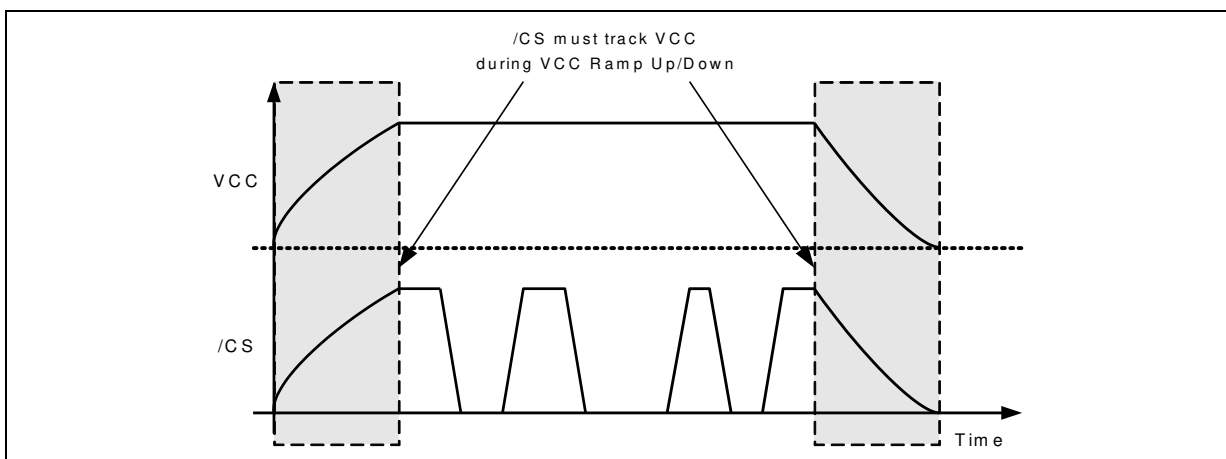 /CS must track VCC
during VCC Ramp Up/Down
VCC
/CS
Time